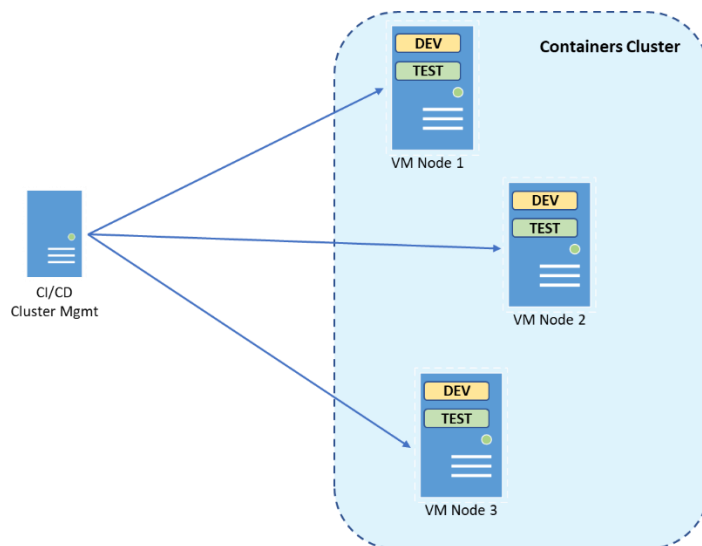 Containers Cluster
DEV
TEST
VM Node 1
DEV
TEST
VM Node 2
CI/CD
Cluster Mgmt
DEV
TEST
VM Node 3